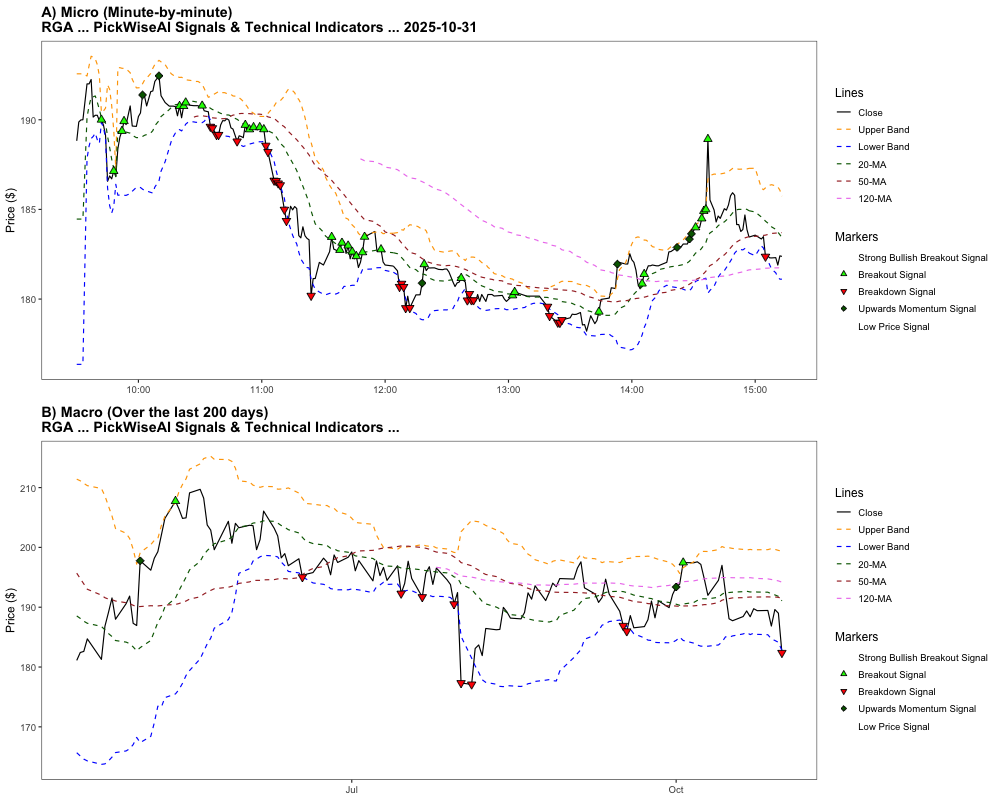 A) Micro (Minute-by-minute)
RGA ... PickWiseAI Signals & Technical Indicators ... 2025-10-31
Price ($)
190
185
180
10:00
11:00
12:00
13:00
14:00
15:00
Lines
Close
Upper Band
Lower Band
20-MA
50-MA
120-MA
Markers
Strong Bullish Breakout Signal
Breakout Signal
Breakdown Signal
Upwards Momentum Signal
Low Price Signal
B) Macro (Over the last 200 days)
RGA ... PickWiseAI Signals & Technical Indicators ...
Price ($)
210
200
190
180
170
Jul
Oct
Lines
Close
Upper Band
Lower Band
20-MA
50-MA
120-MA
Markers
Strong Bullish Breakout Signal
Breakout Signal
Breakdown Signal
Upwards Momentum Signal
Low Price Signal